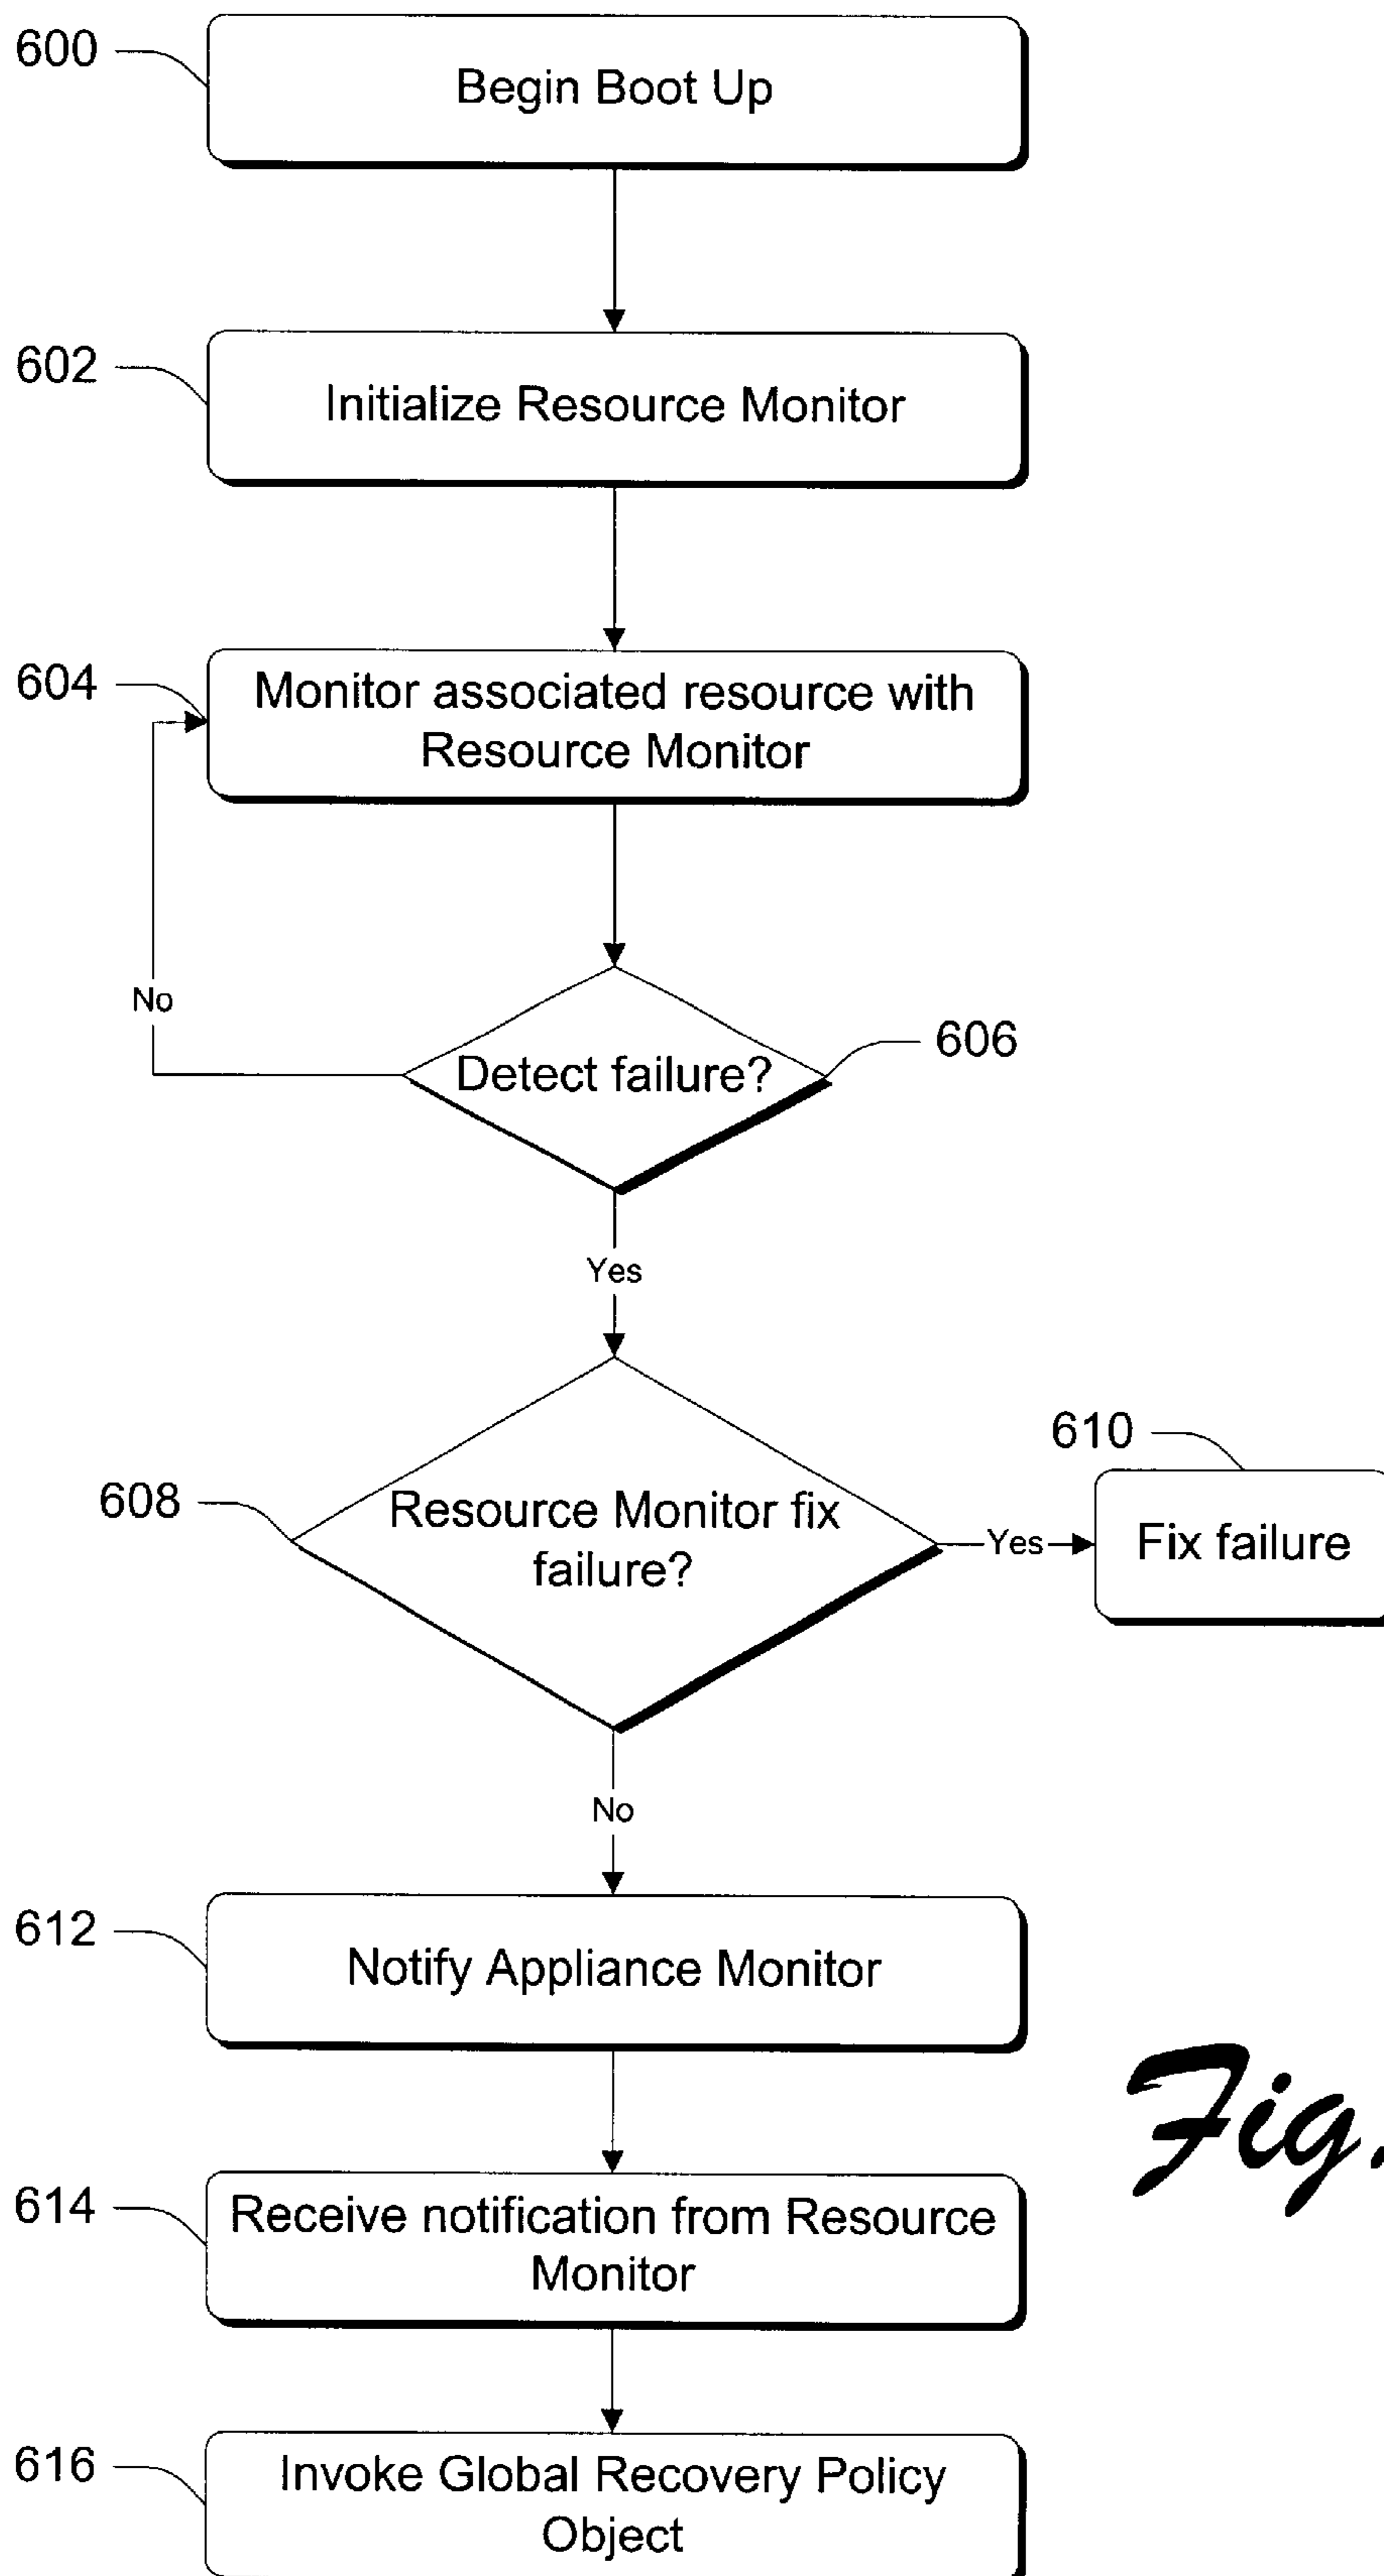 600
Begin Boot Up
602
Initialize Resource Monitor
604
Monitor associated resource with
Resource Monitor
No
Detect failure?
606
Yes
608
Resource Monitor fix
failure?
Yes
610
Fix failure
No
612
Notify Appliance Monitor
Fig.
614
Receive notification from Resource
Monitor
616
Invoke Global Recovery Policy
Object